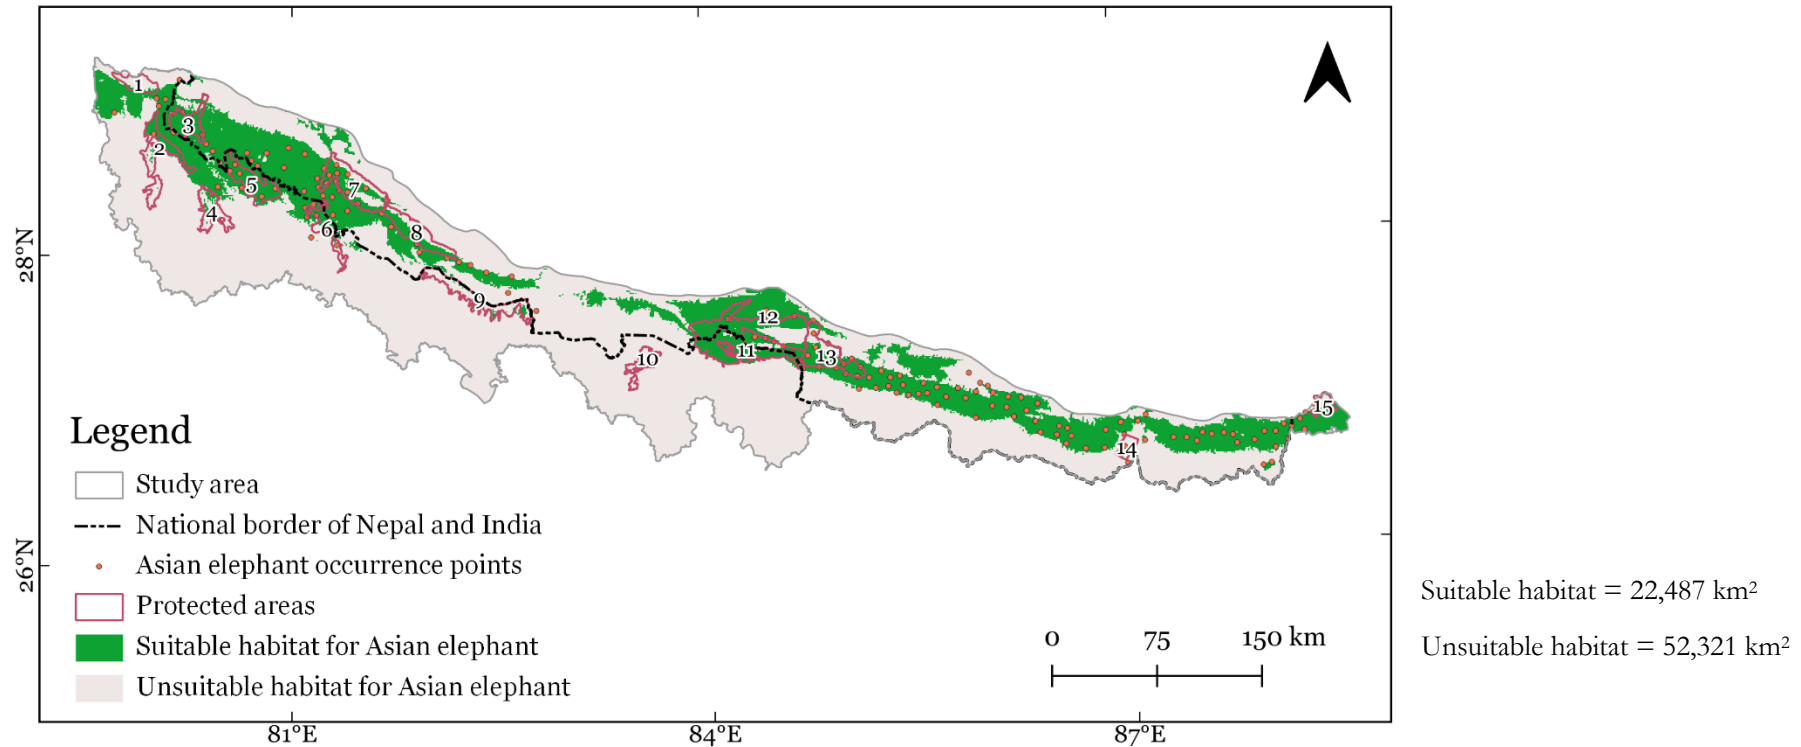 1
2
3
4
5
6
7
8
9
10
11
12
13
14
15
28°N
26°N
Legend
Study area
National border of Nepal and India
Asian elephant occurrence points
Protected areas
Suitable habitat for Asian elephant
Unsuitable habitat for Asian elephant
0 75 150 km
81°E 84°E 87°E
Suitable habitat = 22,487 km²
Unsuitable habitat = 52,321 km²